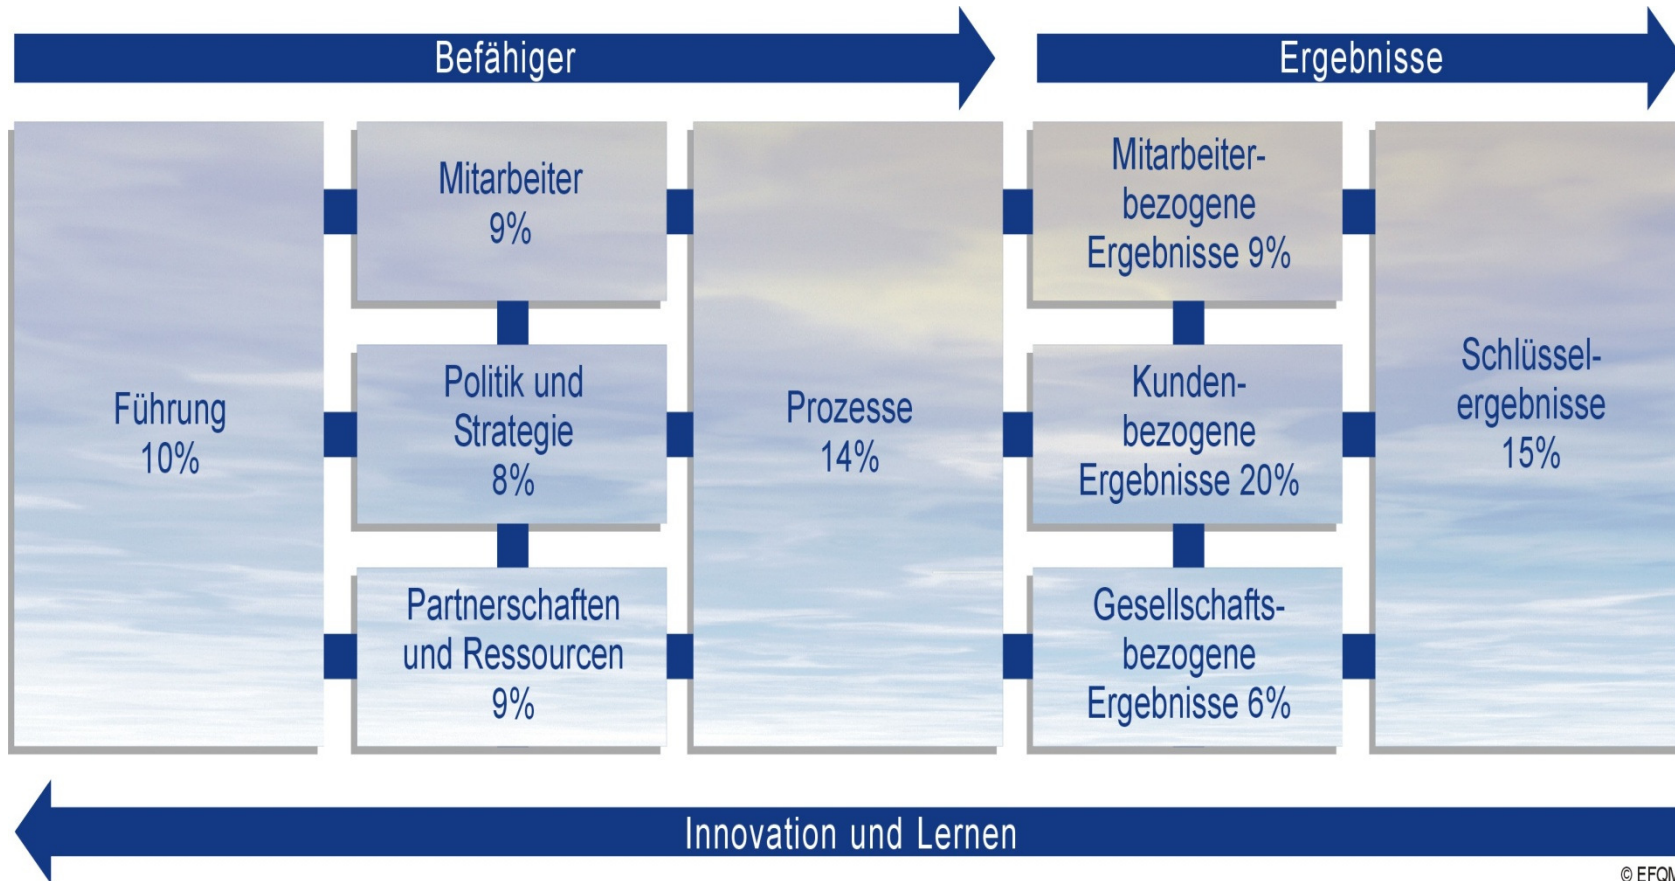 Befähiger
Ergebnisse
Führung
10%
Mitarbeiter
9%
Politik und
Strategie
8%
Partnerschaften
und Ressourcen
9%
Prozesse
14%
Mitarbeiter-
bezogene
Ergebnisse 9%
Kunden-
bezogene
Ergebnisse 20%
Gesellschafts-
bezogene
Ergebnisse 6%
Schlüssel-
ergebnisse
15%
Innovation und Lernen
© EFQM